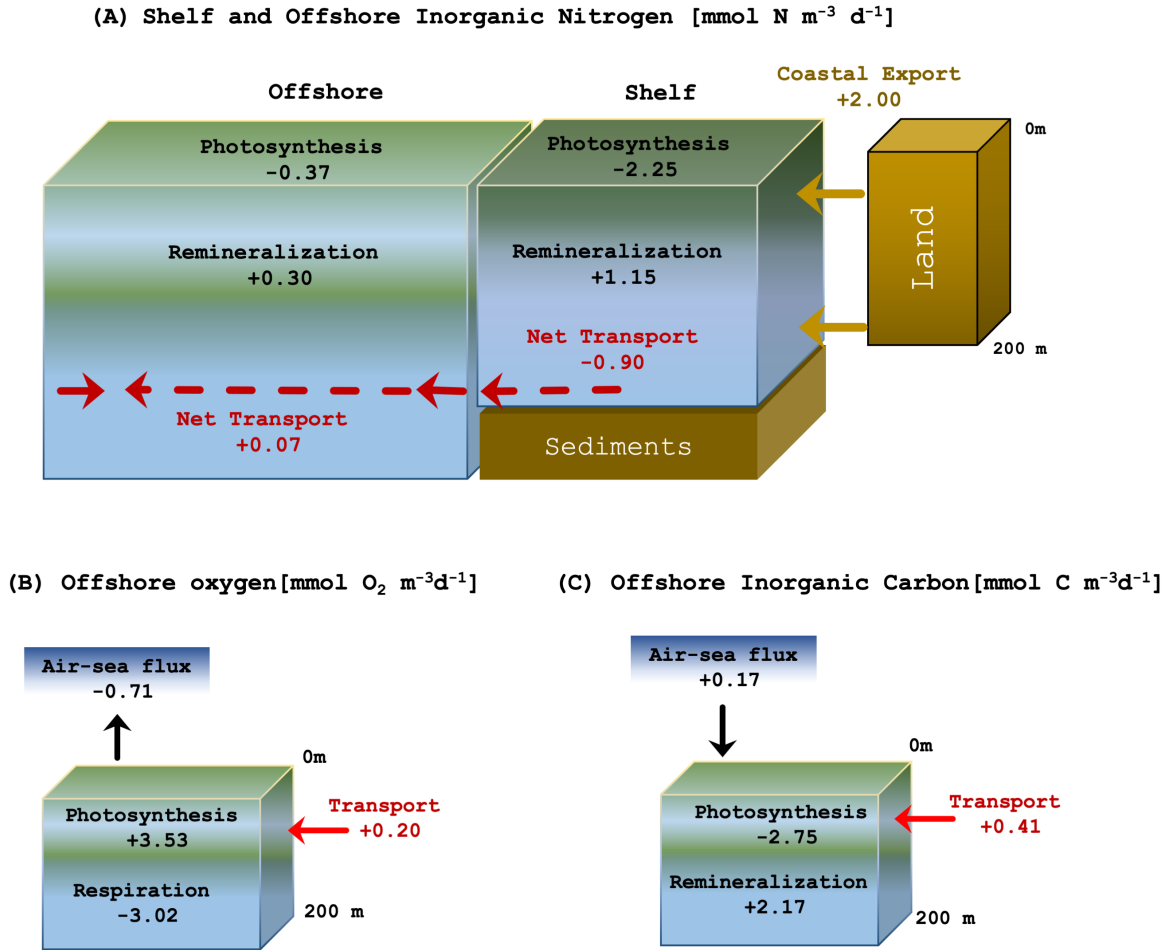 (A) Shelf and Offshore Inorganic Nitrogen [mmol N m⁻³ d⁻¹]
Coastal Export
+2.00
Offshore
Shelf
0m
Photosynthesis
-0.37
Photosynthesis
-2.25
Remineralization
+0.30
Remineralization
+1.15
Land
Net Transport
-0.90
200 m
Net Transport
+0.07
Sediments
(B) Offshore oxygen[mmol O₂ m⁻³d⁻¹]
Air-sea flux
-0.71
0m
Photosynthesis
+3.53
Transport
+0.20
Respiration
-3.02
200 m
(C) Offshore Inorganic Carbon[mmol C m⁻³d⁻¹]
Air-sea flux
+0.17
0m
Photosynthesis
-2.75
Transport
+0.41
Remineralization
+2.17
200 m